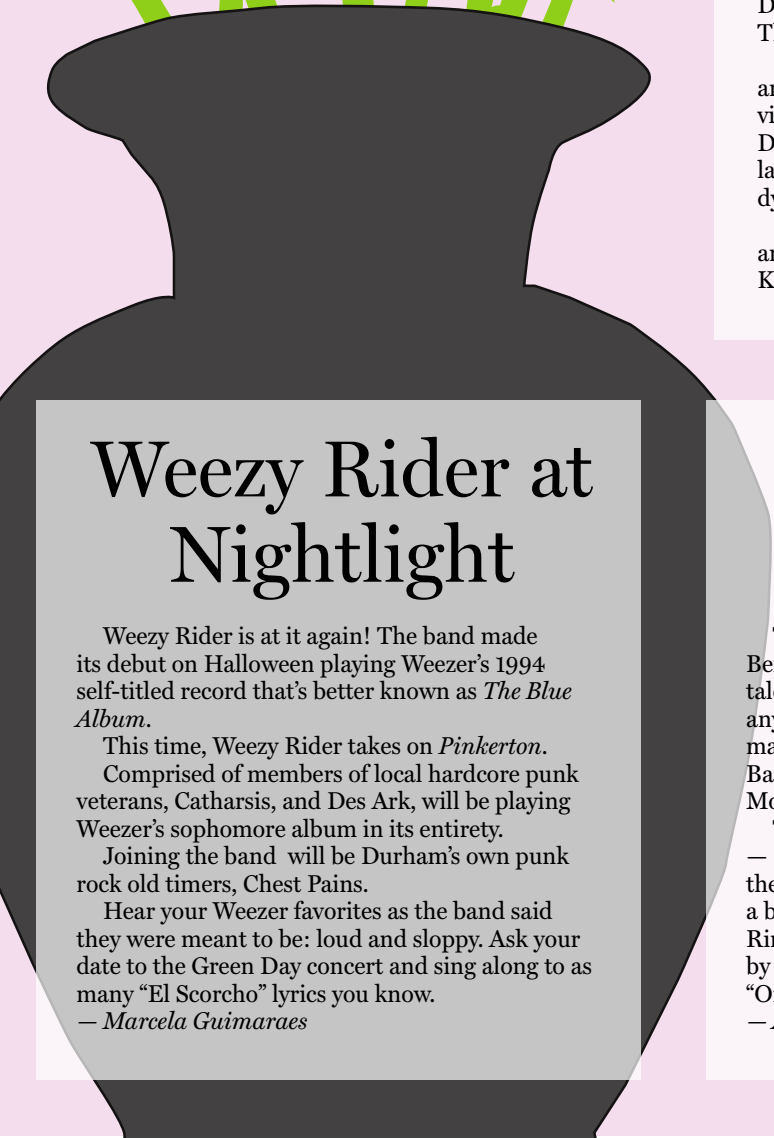 Weezy Rider at
Nightlight
Weezy Rider is at it again! The band made
its debut on Halloween playing Weezer’s 1994
self-titled record that’s better known as The Blue
Album.
This time, Weezy Rider takes on Pinkerton.
Comprised of members of local hardcore punk
veterans, Catharsis, and Des Ark, will be playing
Weezer’s sophomore album in its entirety.
Joining the band  will be Durham’s own punk
rock old timers, Chest Pains.
Hear your Weezer favorites as the band said
they were meant to be: loud and sloppy. Ask your
date to the Green Day concert and sing along to as
many “El Scorcho” lyrics you know.
— Marcela Guimaraes
—
by